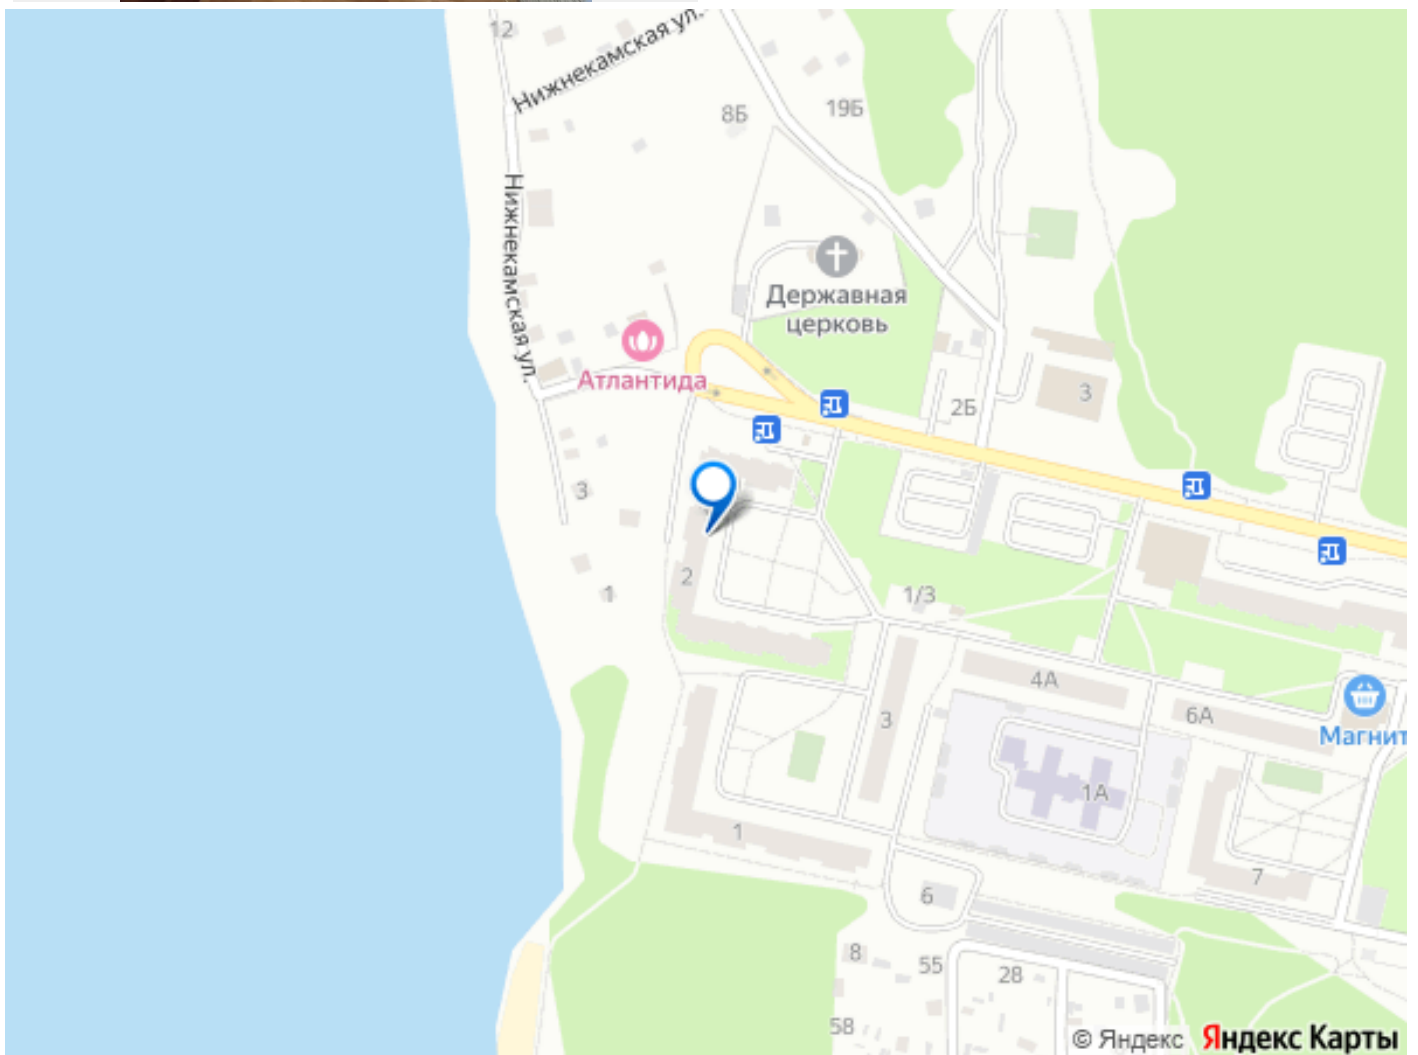 12
Нижнекамская ул.
8Б
19Б
Нижнекамская ул.
Державная
церковь
Атлантида
3
2Б
3
2
1
1/3
4А
6А
3
Магнит
1А
1
7
6
8
55
28
58
© Яндекс Яндекс Карты